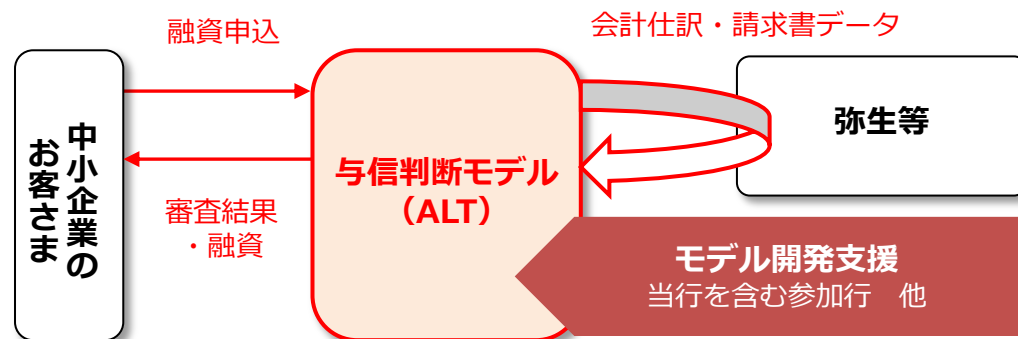 融資申込
会計仕訳・請求書データ
中小企業の
お客さま
与信判断モデル
（ALT）
弥生等
審査結果
・融資
モデル開発支援
当行を含む参加行　他